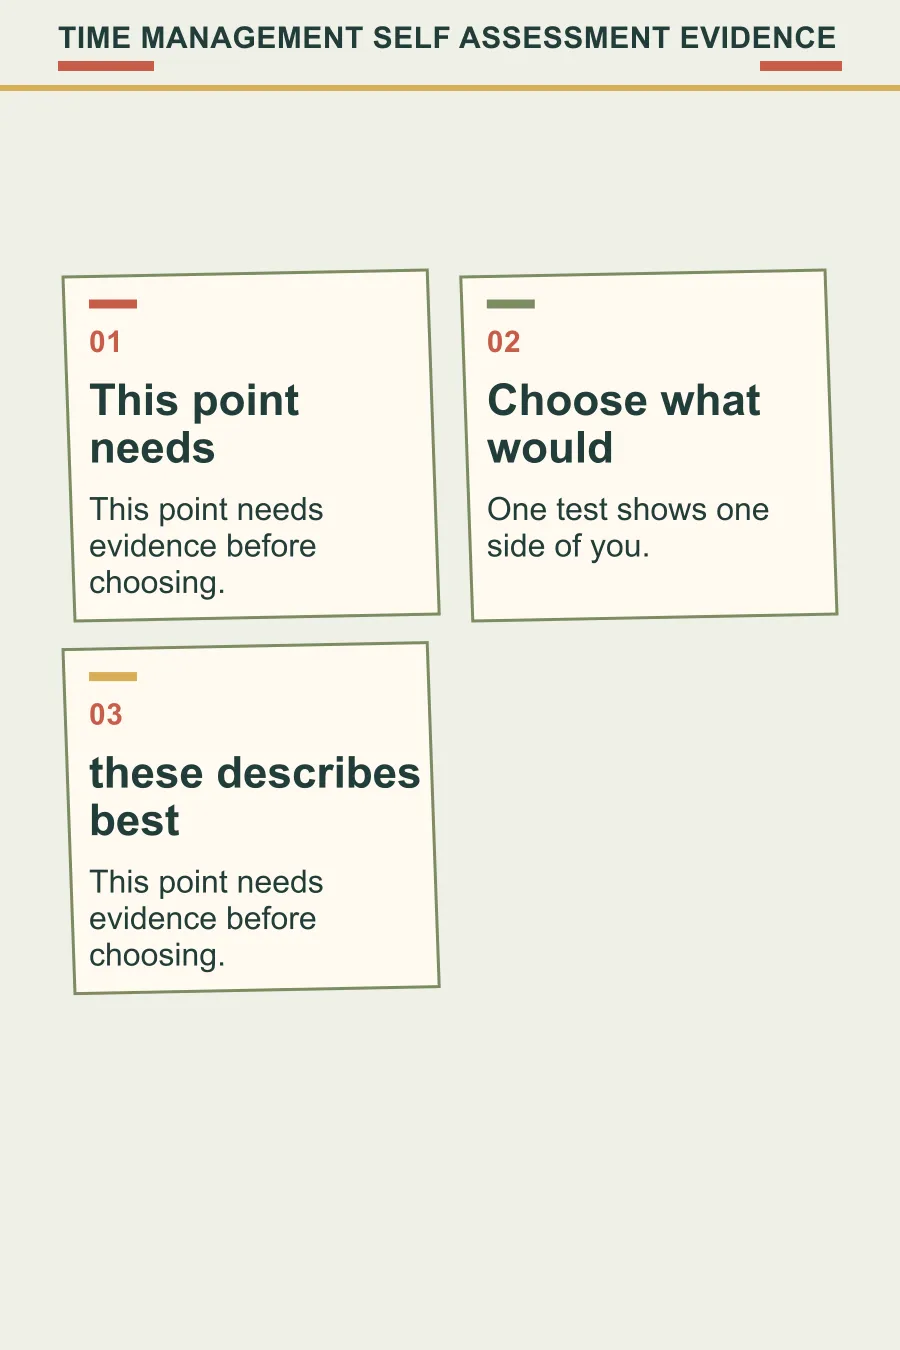 TIME MANAGEMENT SELF ASSESSMENT EVIDENCE
01
This point
needs
This point needs
evidence before
choosing.
02
Choose what
would
One test shows one
side of you.
03
these describes
best
This point needs
evidence before
choosing.